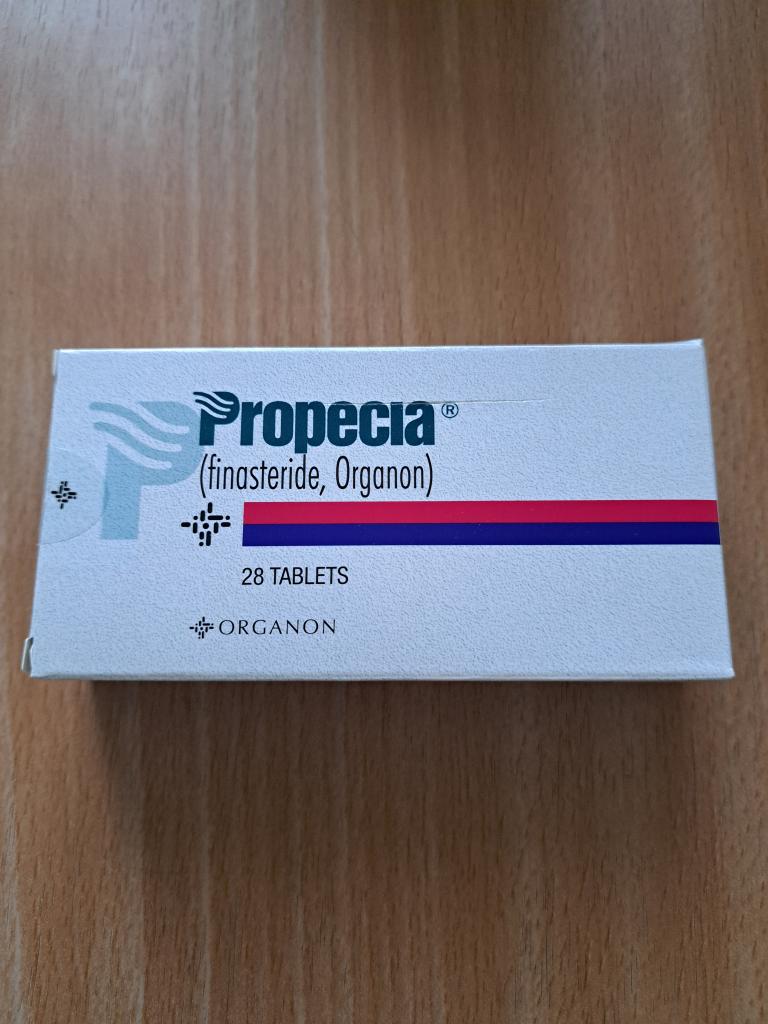 Propecia®
(finasteride, Organon)
28 TABLETS
ORGANON